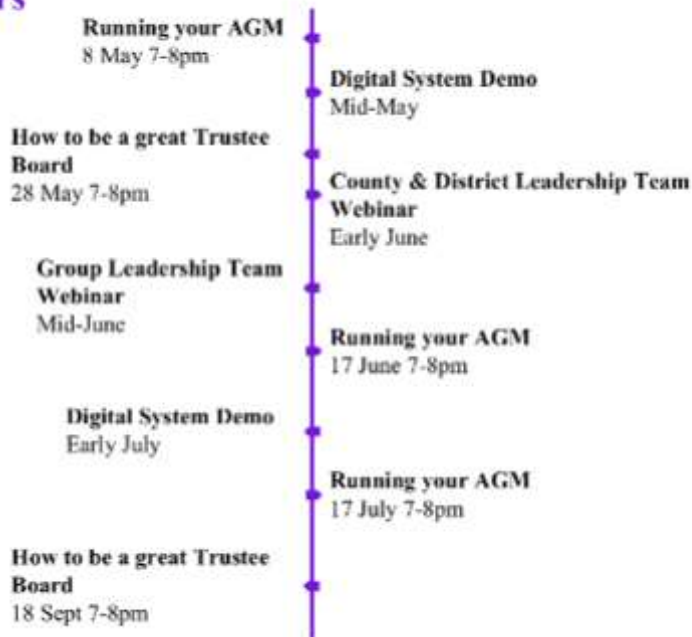 Running your AGM
8 May 7-8pm
Digital System Demo
Mid-May
How to be a great Trustee
Board
28 May 7-8pm
County & District Leadership Team
Webinar
Early June
Group Leadership Team
Webinar
Mid-June
Running your AGM
17 June 7-8pm
Digital System Demo
Early July
Running your AGM
17 July 7-8pm
How to be a great Trustee
Board
18 Sept 7-8pm